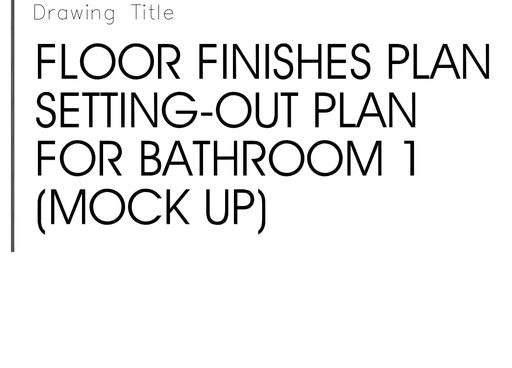 Drawing Title
FLOOR FINISHES PLAN
SETTING-OUT PLAN
FOR BATHROOM 1
(MOCK UP)